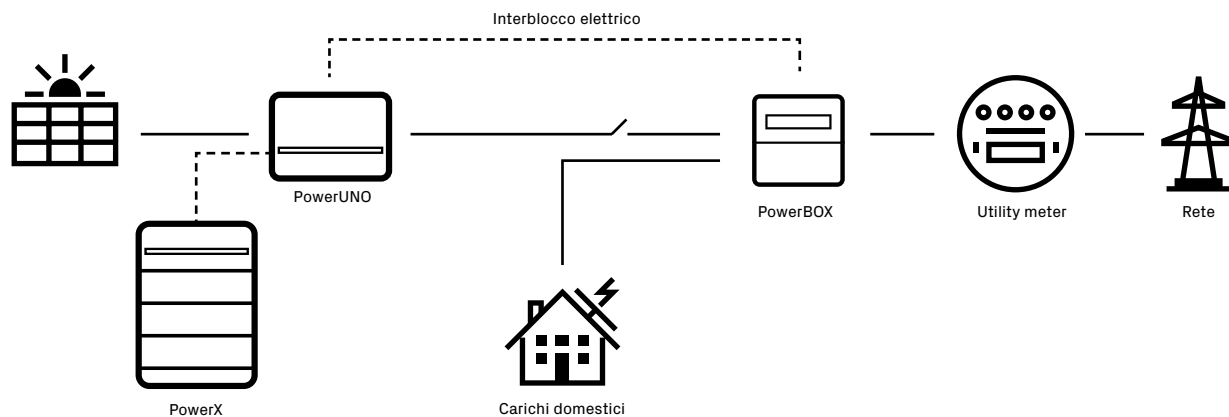 Interblocco elettrico
PowerUNO
PowerBOX
Utility meter
Rete
PowerX
Carichi domestici